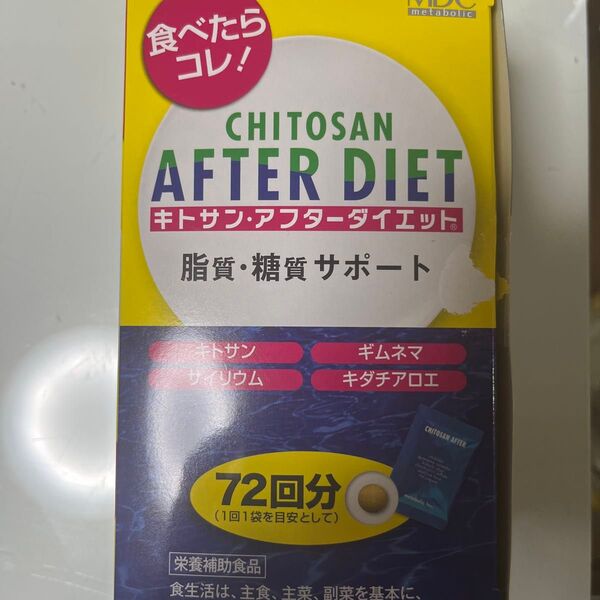 MDC
metabolic
食べたら
コレ!
CHITOSAN
AFTER DIET
キトサン・アフターダイエット®
脂質・糖質サポート
キトサン
ギムネマ
サイリウム
キダチアロエ
CHITOSAN AFTER
72回分
(1回1袋を目安として)
栄養補助食品
食生活は、主食、主菜、副菜を基本に、